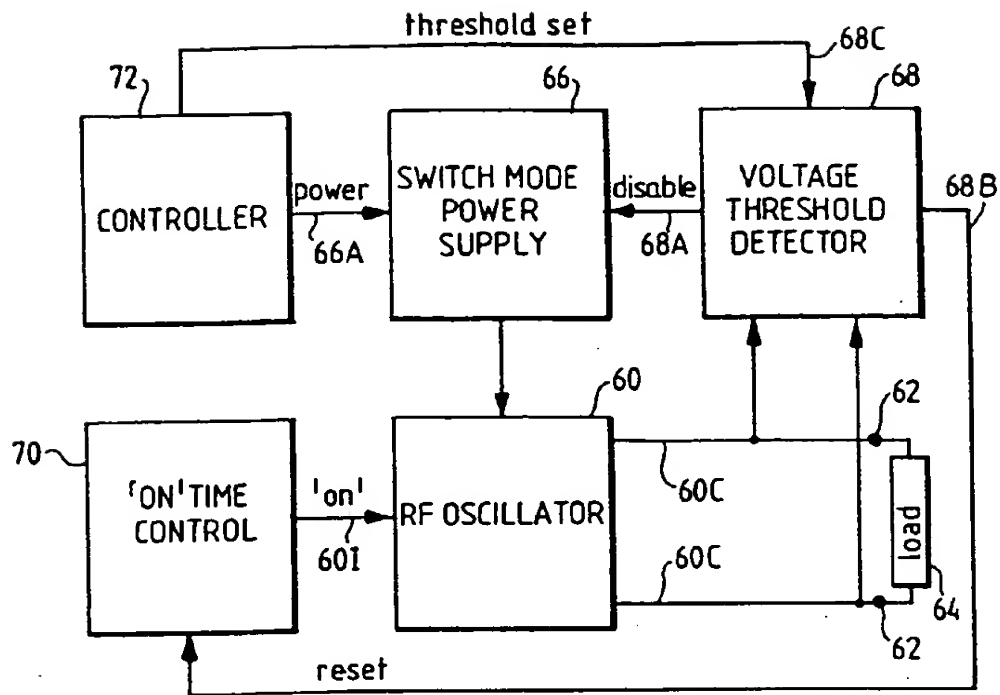 threshold set
68C
72
66
68
CONTROLLER
power
66A
SWITCH MODE
POWER
SUPPLY
disable
68A
VOLTAGE
THRESHOLD
DETECTOR
68B
60
62
70
'ON' TIME
CONTROL
'on'
60I
RF OSCILLATOR
60C
60C
load
64
62
reset